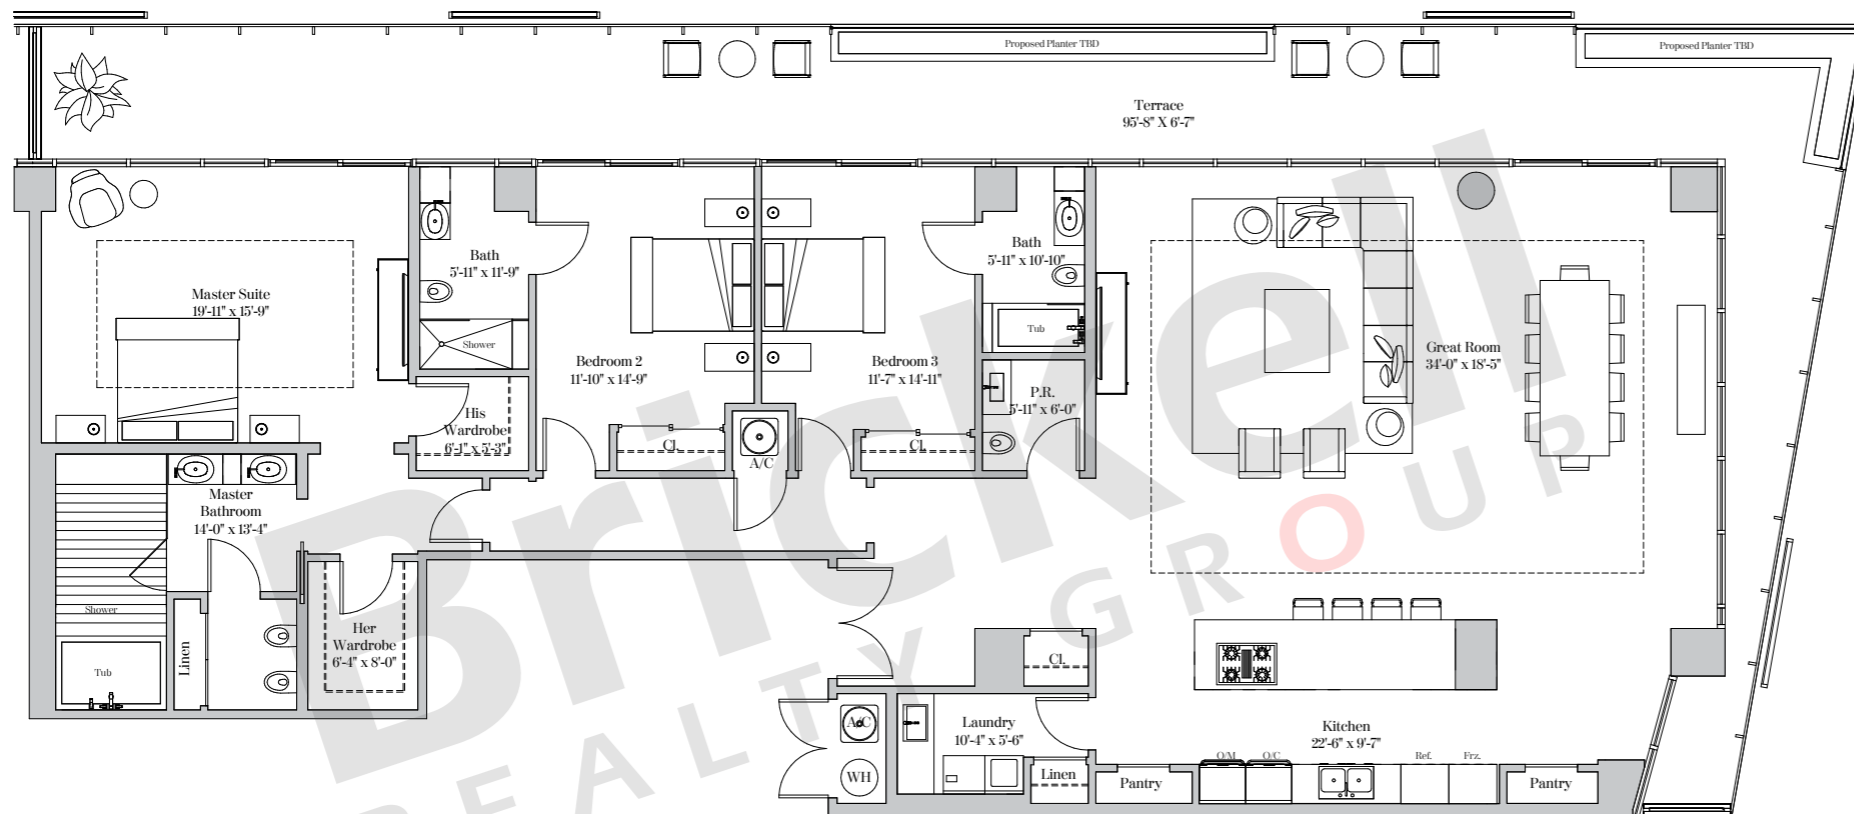 Proposed Planter TBD
Proposed Planter TBD
Terrace
95'-8" X 6'-7"
Master Suite
19'-11" x 15'-9"
Bath
5'-11" x 11'-9"
Shower
Bedroom 2
11'-10" x 14'-9"
Bedroom 3
11'-7" x 14'-11"
Bath
5'-11" x 10'-10"
Tub
P.R.
5'-11" x 6'-0"
Great Room
34'-0" x 18'-5"
His
Wardrobe
6'-1" x 5'-3"
CL.
A/C
CL.
Master
Bathroom
14'-0" x 13'-4"
Shower
Tub
Linen
Her
Wardrobe
6'-4" x 8'-0"
CL.
A/C
WH
Laundry
10'-4" x 5'-6"
Linen
Pantry
Kitchen
22'-6" x 9'-7"
O/M
O/C
Ref.
Frz.
Pantry
Brickell
REALTY GROUP